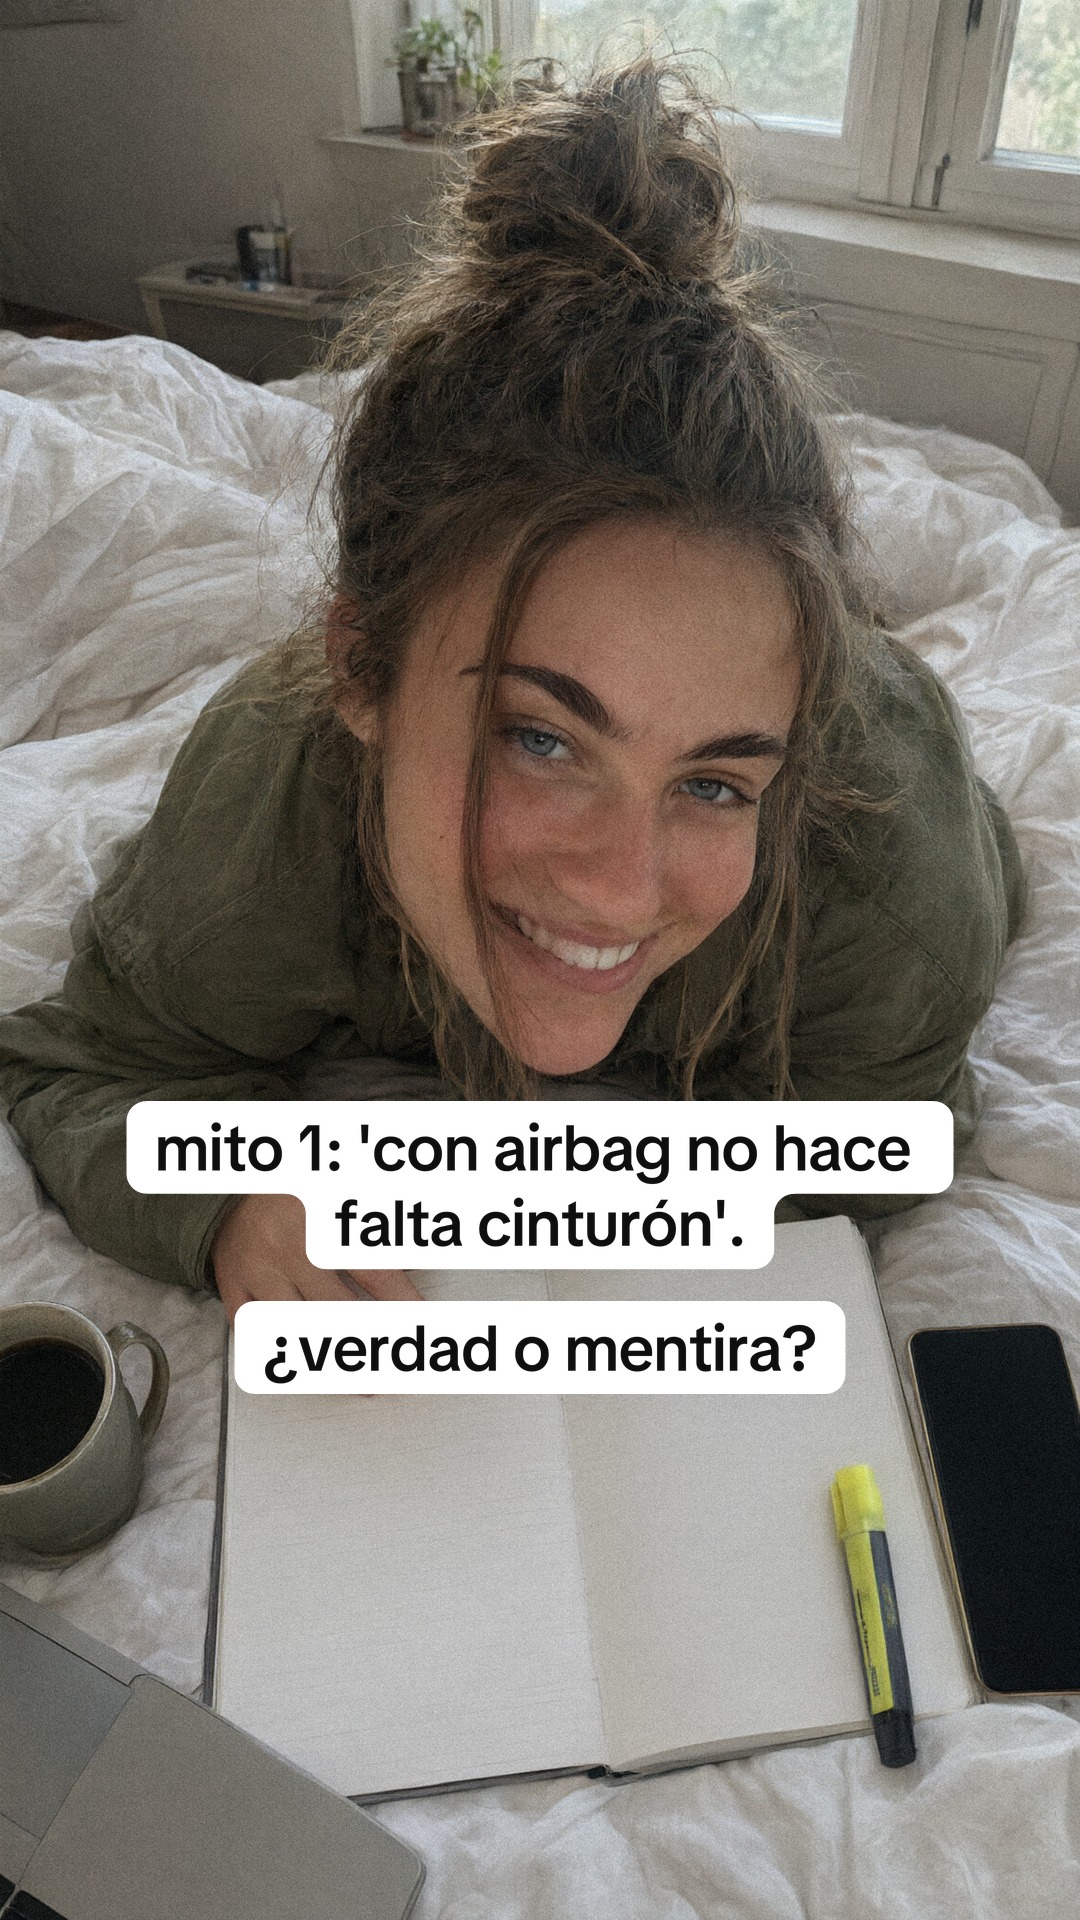 mito 1: 'con airbag no hace
falta cinturón'.
¿verdad o mentira?